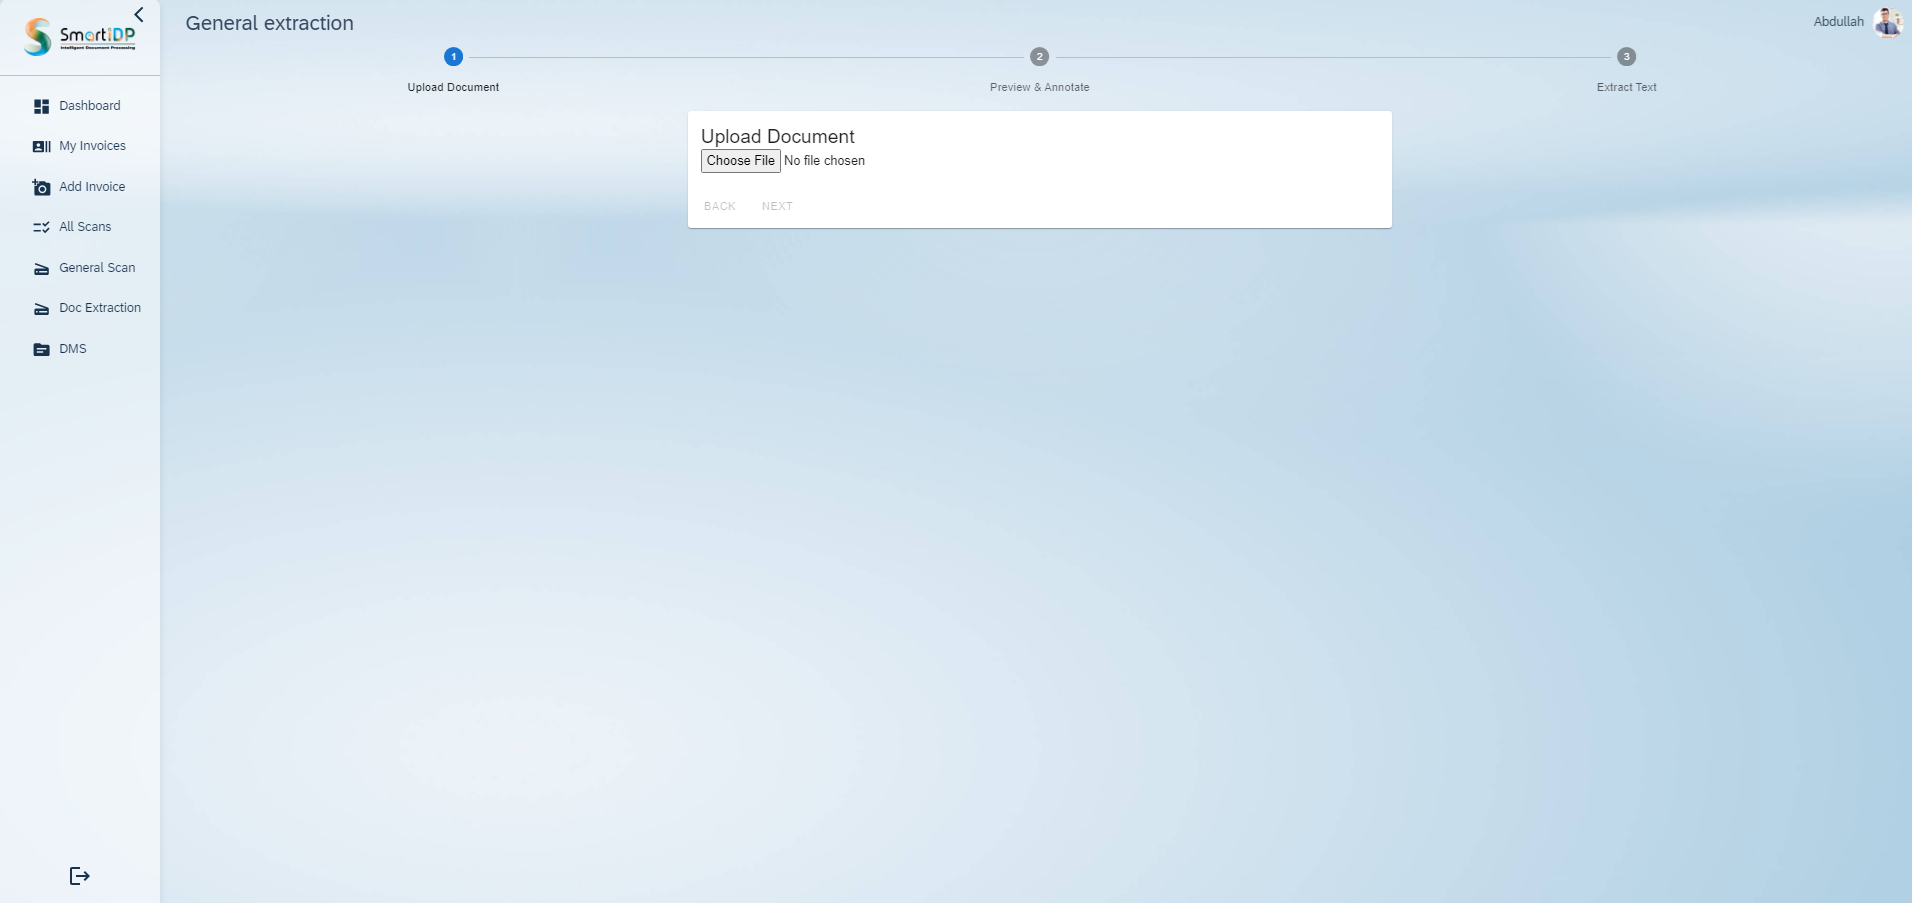 SmartIDP
Intelligent Document Processing
General extraction
Abdullah
1
2
3
Upload Document
Preview & Annotate
Extract Text
Dashboard
My Invoices
Add Invoice
All Scans
General Scan
Doc Extraction
DMS
Upload Document
Choose File No file chosen
BACK NEXT